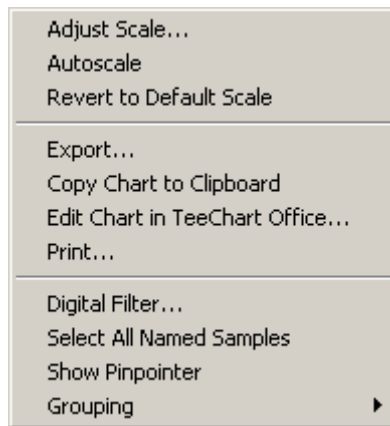 Adjust Scale...
Autoscale
Revert to Default Scale
Export...
Copy Chart to Clipboard
Edit Chart in TeeChart Office...
Print...
Digital Filter...
Select All Named Samples
Show Pinpointer
Grouping